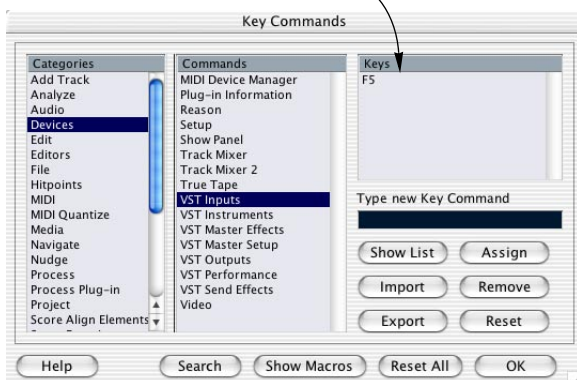 Key Commands
Categories
Add Track
Analyze
Audio
Devices
Edit
Editors
File
Hitpoints
MIDI
MIDI Quantize
Media
Navigate
Nudge
Process
Process Plug-in
Project
Score Align Elements
Commands
MIDI Device Manager
Plug-in Information
Reason
Setup
Show Panel
Track Mixer
Track Mixer 2
True Tape
VST Inputs
VST Instruments
VST Master Effects
VST Master Setup
VST Outputs
VST Performance
VST Send Effects
Video
Keys
F5
Type new Key Command
Show List
Assign
Import
Remove
Export
Reset
Help
Search
Show Macros
Reset All
OK